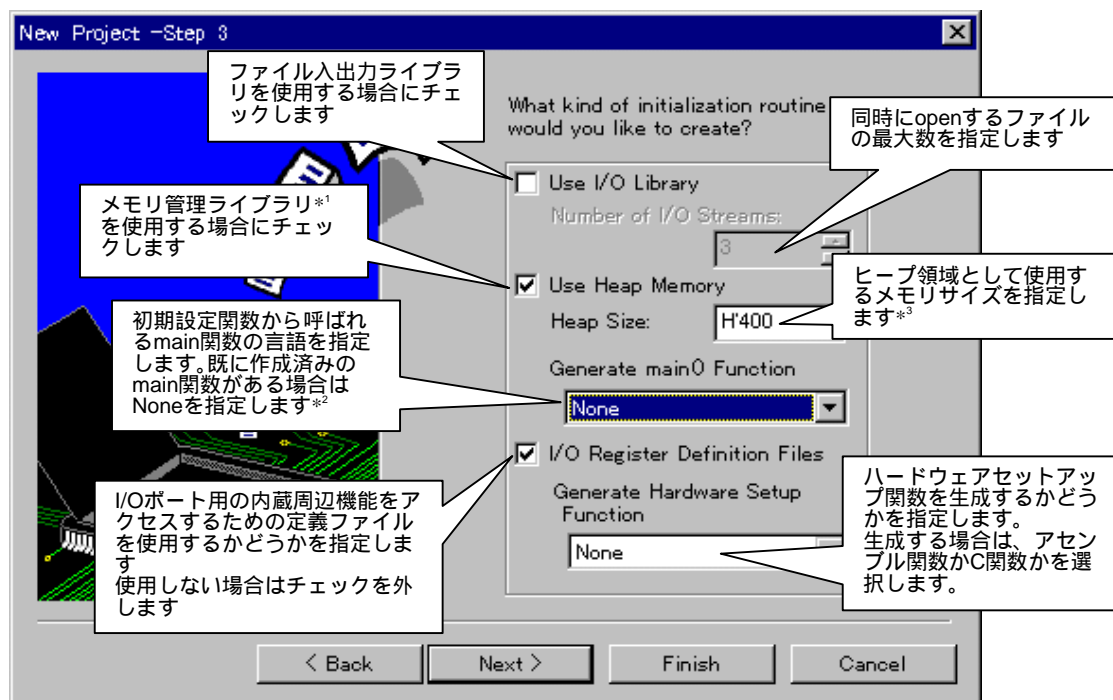 New Project -Step 3
ファイル入出力ライブラ
リを使用する場合にチェ
ックします
What kind of initialization routine
would you like to create?
同時にopenするファイル
の最大数を指定します
Use I/O Library
Number of I/O Streams:
3
メモリ管理ライブラリ*1
を使用する場合にチェッ
クします
Use Heap Memory
Heap Size:
H'400
ヒープ領域として使用す
るメモリサイズを指定し
ます*3
初期設定関数から呼ばれ
るmain関数の言語を指定
します。既に作成済みの
main関数がある場合は
Noneを指定します*2
Generate main() Function
None
I/O Register Definition Files
Generate Hardware Setup
Function
None
ハードウェアセットアッ
プ関数を生成するかどう
かを指定します。
生成する場合は、アセン
ブル関数かC関数かを選
択します。
I/Oポート用の内蔵周辺機能をア
クセスするための定義ファイル
を使用するかどうかを指定しま
す
使用しない場合はチェックを外
します
< Back
Next >
Finish
Cancel